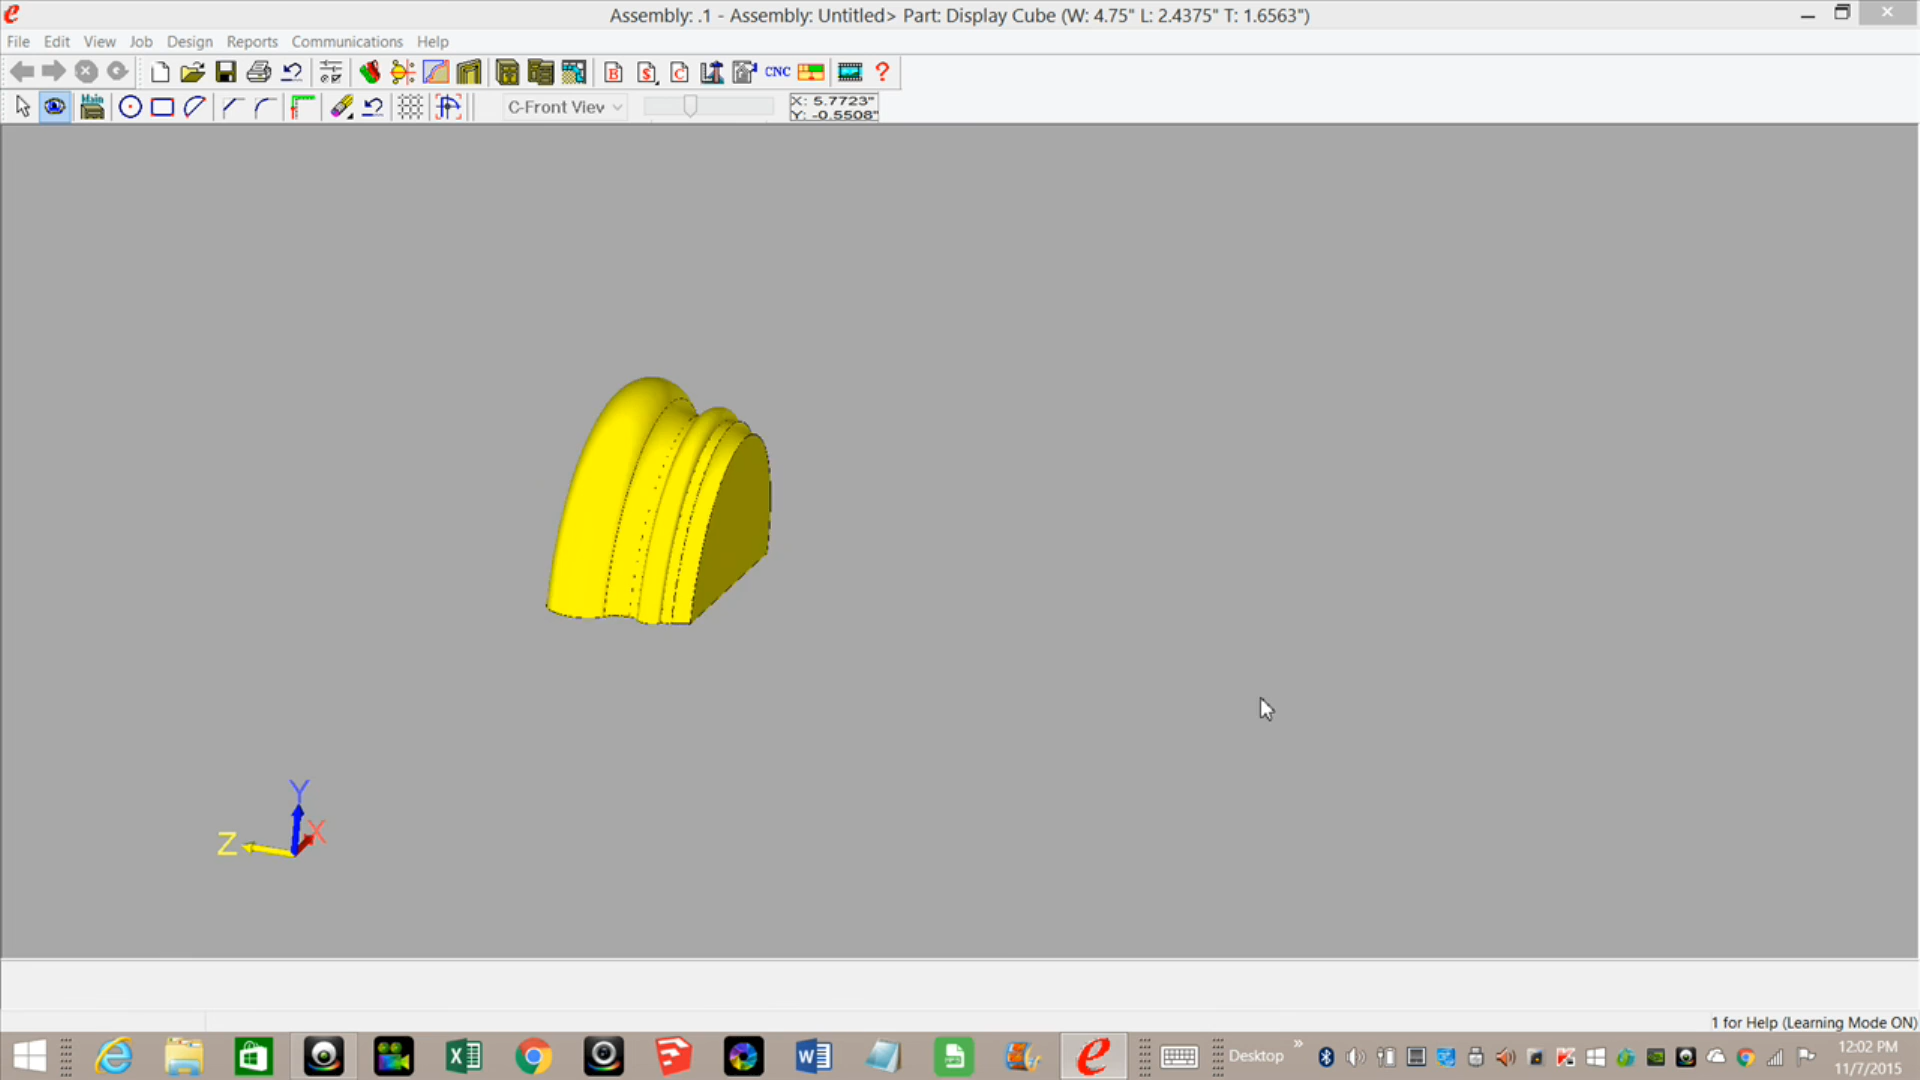 Assembly: .1 - Assembly: Untitled> Part: Display Cube (W: 4.75" L: 2.4375" T: 1.6563")
File Edit View Job Design Reports Communications Help
B $ C CNC ?
Main C-Front View X: 5.7723"
Y: -0.5508"
Y
Z X
1 for Help (Learning Mode ON)
Desktop » 12:02 PM
11/7/2015